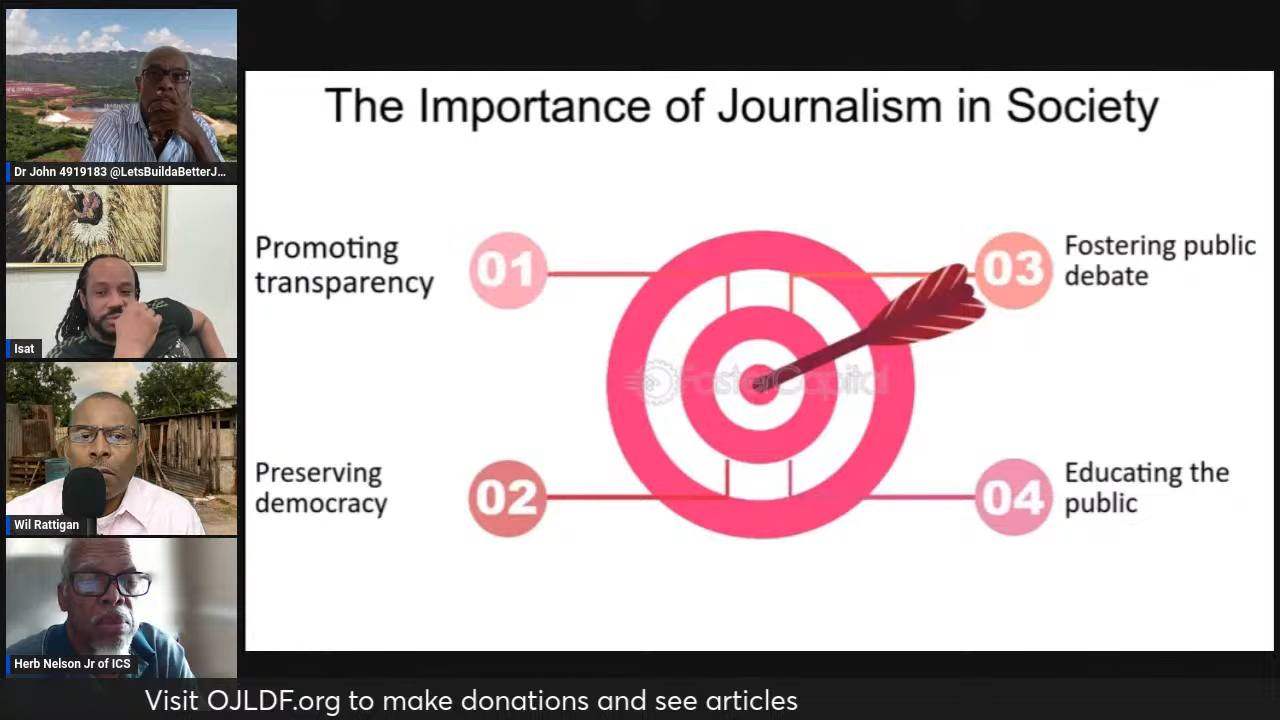 Dr John 4919183 @LetsBuildaBetterJ...
Isat
Wil Rattigan
Herb Nelson Jr of ICS
The Importance of Journalism in Society
Promoting
transparency
01
Preserving
democracy
02
03
Fostering public
debate
04
Educating the
public
FasterCapital
Visit OJLDF.org to make donations and see articles